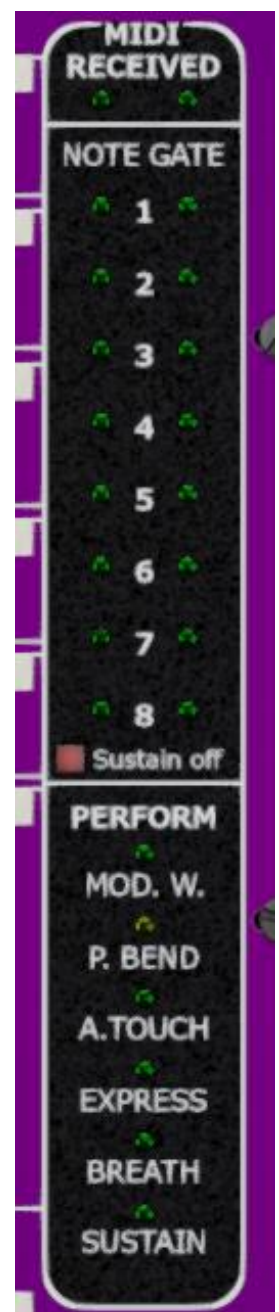 MIDI
RECEIVED
NOTE GATE
1
2
3
4
5
6
7
8
Sustain off
PERFORM
MOD. W.
P. BEND
A.TOUCH
EXPRESS
BREATH
SUSTAIN